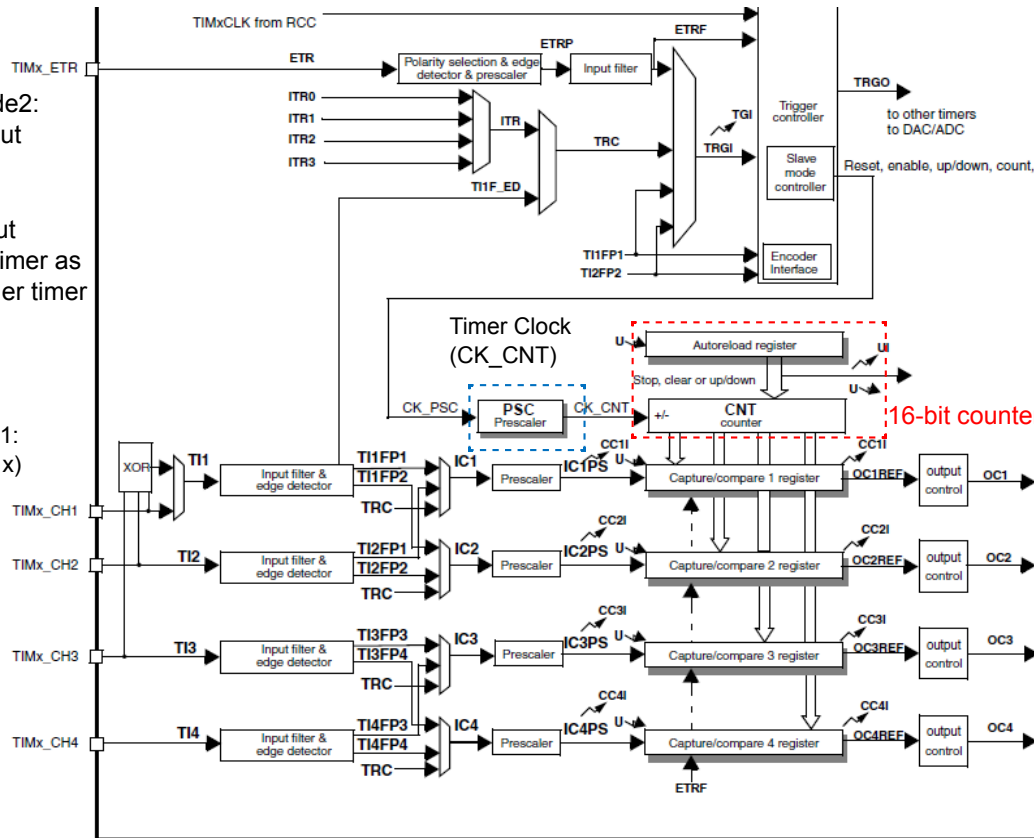 TIMxCLK from RCC
ETRF
ETRP
ETR
TIMx_ETR
Polarity selection & edge
detector & prescaler
Input filter
TRGO
de2:
ut
ITR0
ITR1
ITR2
ITR3
ITR
TRC
TGI
TRGI
Trigger
controller
to other timers
to DAC/ADC
Slave
mode
controller
Reset, enable, up/down, count,
TI1F_ED
ut
imer as
er timer
TI1FP1
TI2FP2
Encoder
Interface
Timer Clock
(CK_CNT)
U
Autoreload register
UI
Stop, clear or up/down
U
CK_PSC
PSC
Prescaler
CK_CNT
+/-
CNT
counter
16-bit counte
1:
x)
XOR
TI1
Input filter &
edge detector
TI1FP1
TI1FP2
TRC
IC1
Prescaler
CC1I
IC1PS
U
Capture/compare 1 register
CC1I
OC1REF
output
control
OC1
TIMx_CH1
TIMx_CH2
TI2
Input filter &
edge detector
TI2FP1
TI2FP2
TRC
IC2
Prescaler
CC2I
IC2PS
U
Capture/compare 2 register
CC2I
OC2REF
output
control
OC2
TIMx_CH3
TI3
Input filter &
edge detector
TI3FP3
TI3FP4
TRC
IC3
Prescaler
CC3I
IC3PS
U
Capture/compare 3 register
CC3I
OC3REF
output
control
OC3
TIMx_CH4
TI4
Input filter &
edge detector
TI4FP3
TI4FP4
TRC
IC4
Prescaler
CC4I
IC4PS
U
Capture/compare 4 register
CC4I
OC4REF
output
control
OC4
ETRF